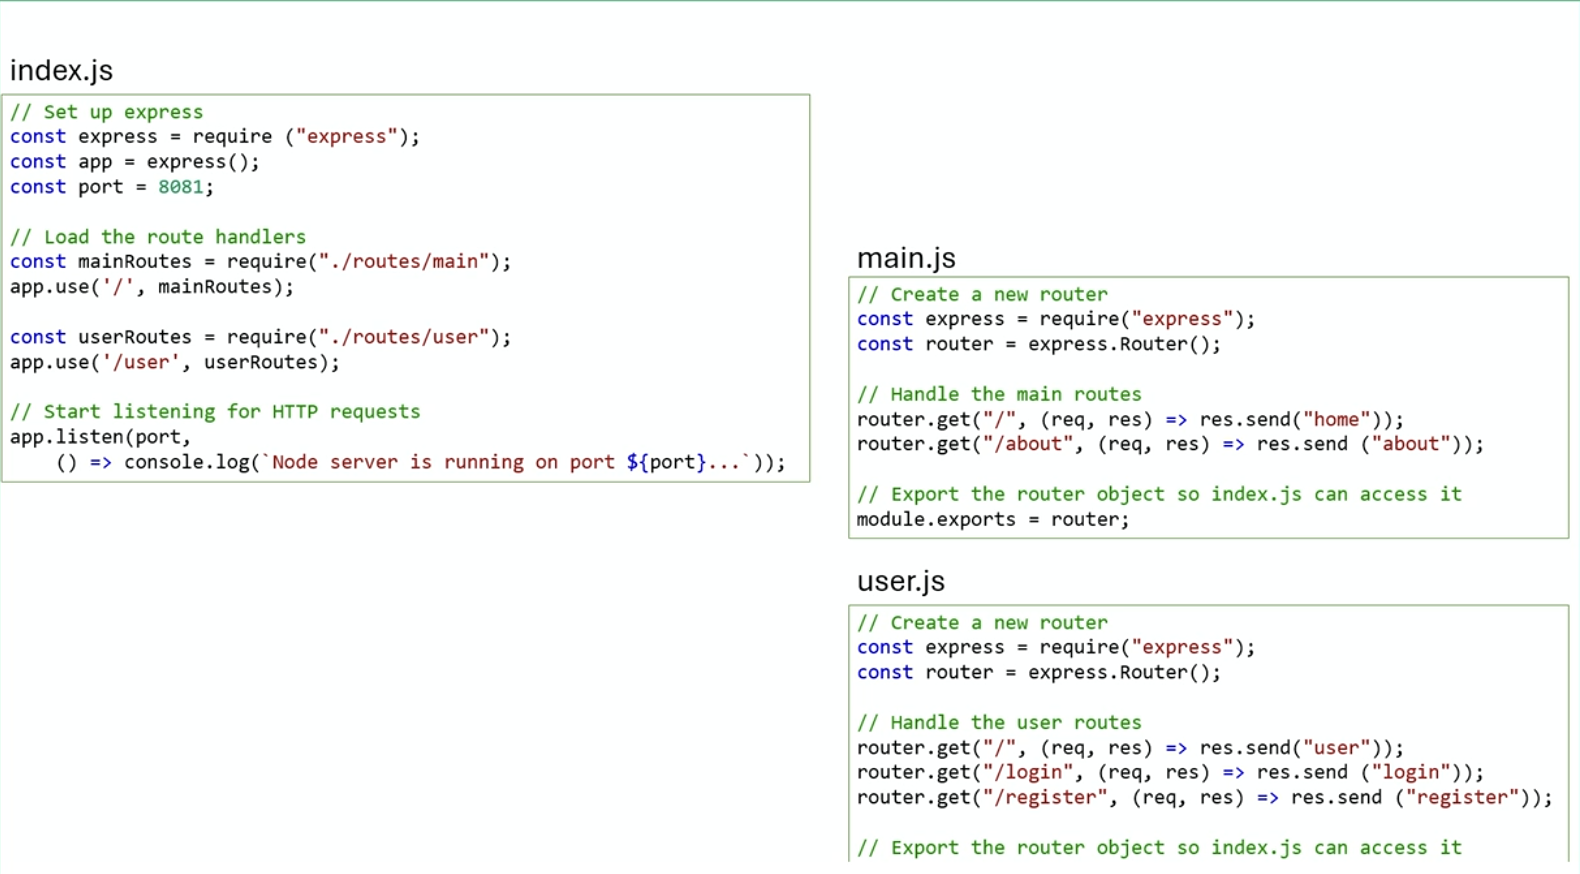 index.js
// Set up express
const express = require ("express");
const app = express();
const port = 8081;
// Load the route handlers
const mainRoutes = require("./routes/main");
app.use('/', mainRoutes);
const userRoutes = require("./routes/user");
app.use('/user', userRoutes);
// Start listening for HTTP requests
app.listen(port,
() => console.log(`Node server is running on port ${port}...`));
main.js
// Create a new router
const express = require("express");
const router = express.Router();
// Handle the main routes
router.get("/", (req, res) => res.send("home"));
router.get("/about", (req, res) => res.send ("about"));
// Export the router object so index.js can access it
module.exports = router;
user.js
// Create a new router
const express = require("express");
const router = express.Router();
// Handle the user routes
router.get("/", (req, res) => res.send("user"));
router.get("/login", (req, res) => res.send ("login"));
router.get("/register", (req, res) => res.send ("register"));
// Export the router object so index.js can access it